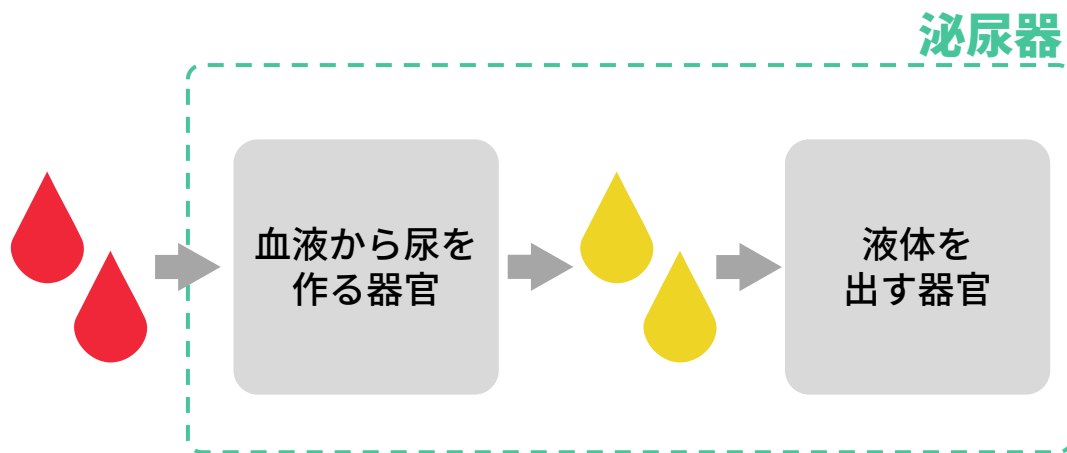 泌尿器
血液から尿を
作る器官
液体を
出す器官